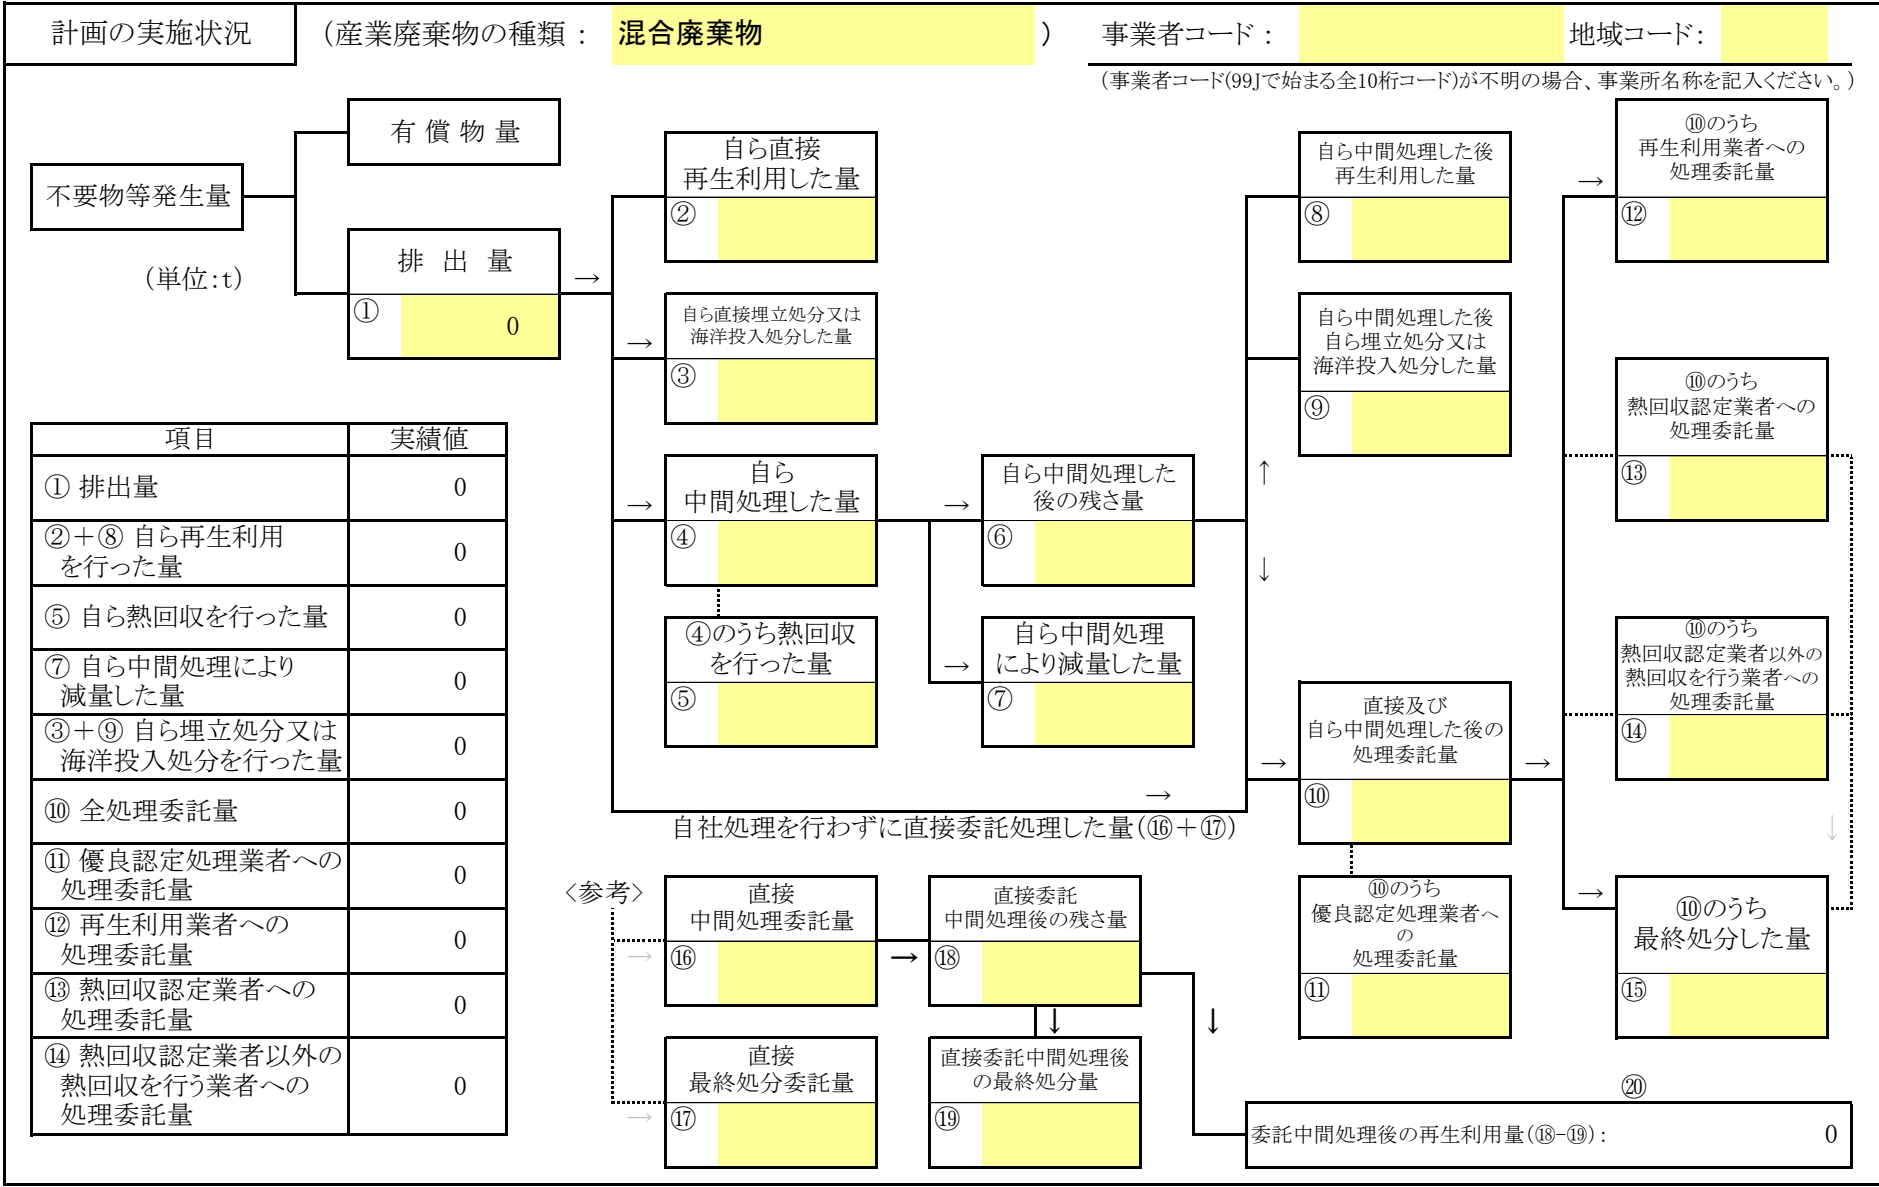 計画の実施状況
（産業廃棄物の種類： 混合廃棄物 ）
事業者コード： 地域コード：
（事業者コード(99Jで始まる全10桁コード)が不明の場合、事業所名称を記入ください。）
不要物等発生量
（単位:t）
有 償 物 量
排 出 量
→
① 0
自ら直接
再生利用した量
②
→
自ら直接埋立処分又は
海洋投入処分した量
③
→
自ら
中間処理した量
④
④のうち熱回収
を行った量
⑤
→
自ら中間処理した
後の残さ量
⑥
→
自ら中間処理
により減量した量
⑦
自ら中間処理した後
再生利用した量
⑧
自ら中間処理した後
自ら埋立処分又は
海洋投入処分した量
⑨
↑
↓
→
自社処理を行わずに直接委託処理した量（⑯＋⑰）
→
直接及び
自ら中間処理した後の
処理委託量
⑩
→
⑩のうち
優良認定処理業者へ
の
処理委託量
⑪
→
⑩のうち
再生利用業者への
処理委託量
⑫
⑩のうち
熱回収認定業者への
処理委託量
⑬
⑩のうち
熱回収認定業者以外の
熱回収を行う業者への
処理委託量
⑭
↓
→
⑩のうち
最終処分した量
⑮
項目 実績値
① 排出量 0
②＋⑧ 自ら再生利用
を行った量 0
⑤ 自ら熱回収を行った量 0
⑦ 自ら中間処理により
減量した量 0
③＋⑨ 自ら埋立処分又は
海洋投入処分を行った量 0
⑩ 全処理委託量 0
⑪ 優良認定処理業者への
処理委託量 0
⑫ 再生利用業者への
処理委託量 0
⑬ 熱回収認定業者への
処理委託量 0
⑭ 熱回収認定業者以外の
熱回収を行う業者への
処理委託量 0
〈参考〉
→
直接
中間処理委託量
⑯
→
直接委託
中間処理後の残さ量
⑱
↓
↓
→
直接
最終処分委託量
⑰
直接委託中間処理後
の最終処分量
⑲
⑳
委託中間処理後の再生利用量（⑱-⑲）： 0